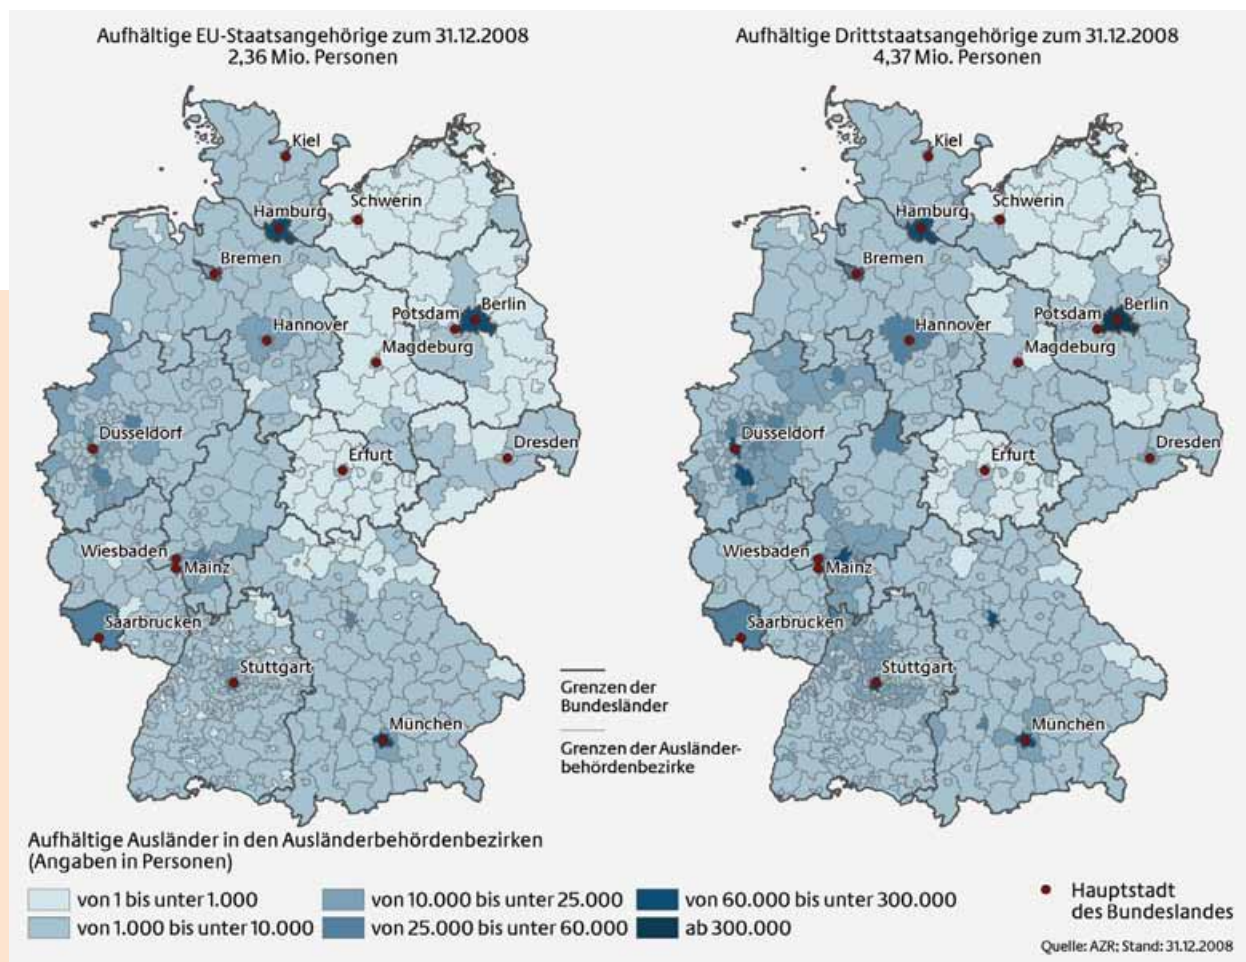 Aufhältige EU-Staatsangehörige zum 31.12.2008
2,36 Mio. Personen
Kiel
Schwerin
Hamburg
Bremen
Berlin
Potsdam
Hannover
Magdeburg
Düsseldorf
Dresden
Erfurt
Wiesbaden
Mainz
Saarbrücken
Stuttgart
München
Aufhältige Drittstaatsangehörige zum 31.12.2008
4,37 Mio. Personen
Kiel
Schwerin
Hamburg
Bremen
Berlin
Potsdam
Hannover
Magdeburg
Düsseldorf
Dresden
Erfurt
Wiesbaden
Mainz
Saarbrücken
Stuttgart
München
Grenzen der
Bundesländer
Grenzen der Ausländer-
behördenbezirke
Aufhältige Ausländer in den Ausländerbehördenbezirken
(Angaben in Personen)
von 1 bis unter 1.000
von 1.000 bis unter 10.000
von 10.000 bis unter 25.000
von 25.000 bis unter 60.000
von 60.000 bis unter 300.000
ab 300.000
Hauptstadt
des Bundeslandes
Quelle: AZR; Stand: 31.12.2008